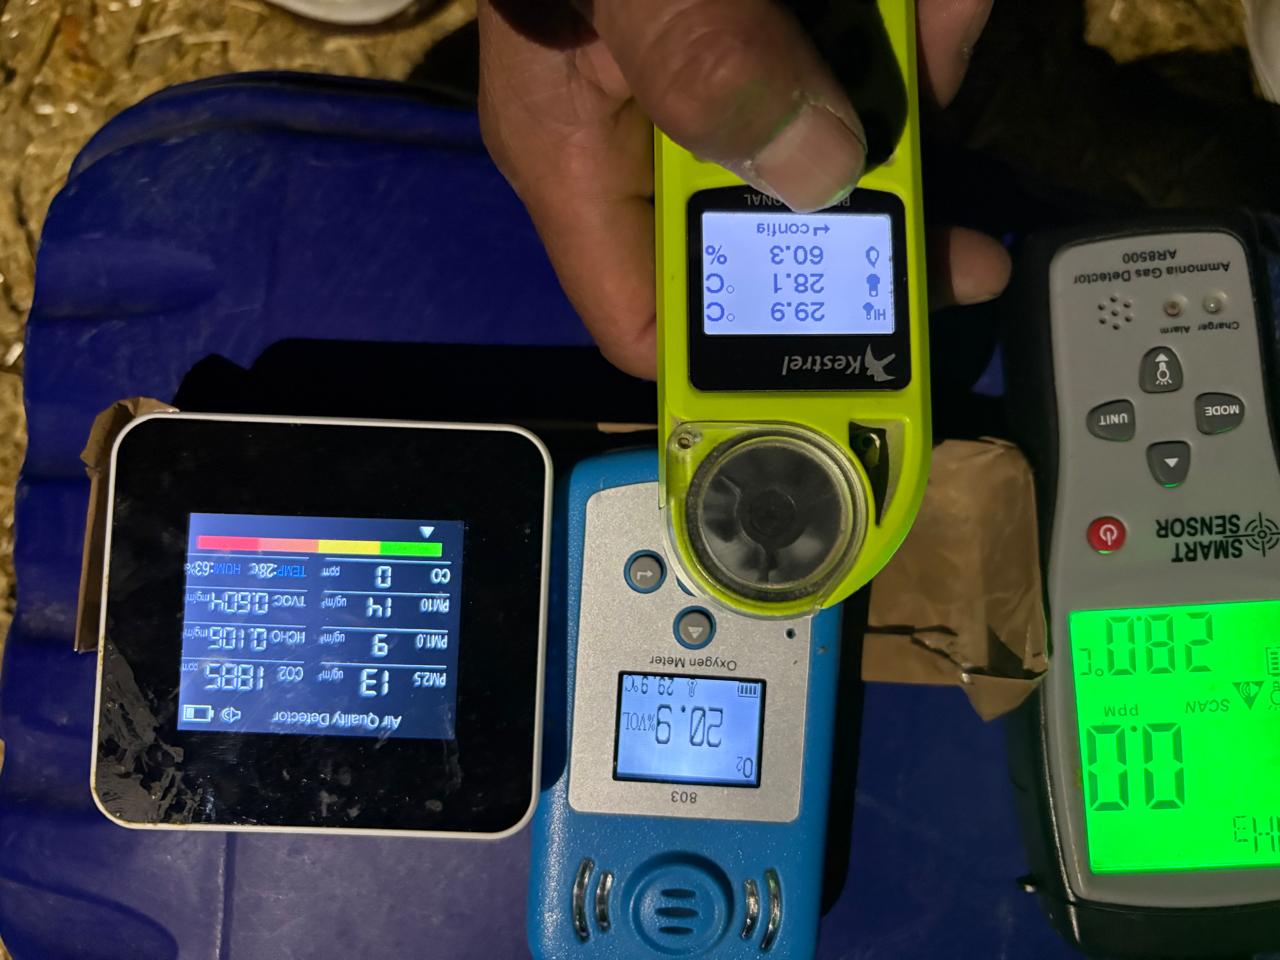 SMART
SENSOR
MODE
UNIT
Charger Alarm
Ammonia Gas Detector
AR8500
PPM
SCAN
0.0
28.0 °C
803
O₂
20.9 %VOL
29.9 °C
Oxygen Meter
Kestrel
HI 29.9 °C
28.1 °C
60.3 %
↵ config
Air Quality Detector
PM2.5 13 ug/m³ CO2 1885 ppm
PM1.0 9 ug/m³ HCHO 0.105 mg/m³
PM10 14 ug/m³ TVOC 0.604 mg/m³
CO 0 ppm TEMP:28℃ HUMI:63%